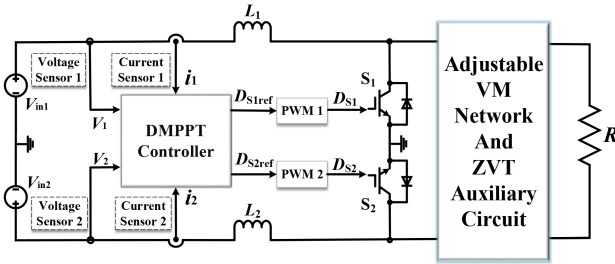 L1
Voltage
Sensor 1
Current
Sensor 1
i1
Vin1
V1
DMPPT
Controller
DS1ref
PWM 1
DS1
S1
V2
DS2ref
PWM 2
DS2
S2
Vin2
Voltage
Sensor 2
Current
Sensor 2
i2
L2
Adjustable
VM
Network
And
ZVT
Auxiliary
Circuit
R